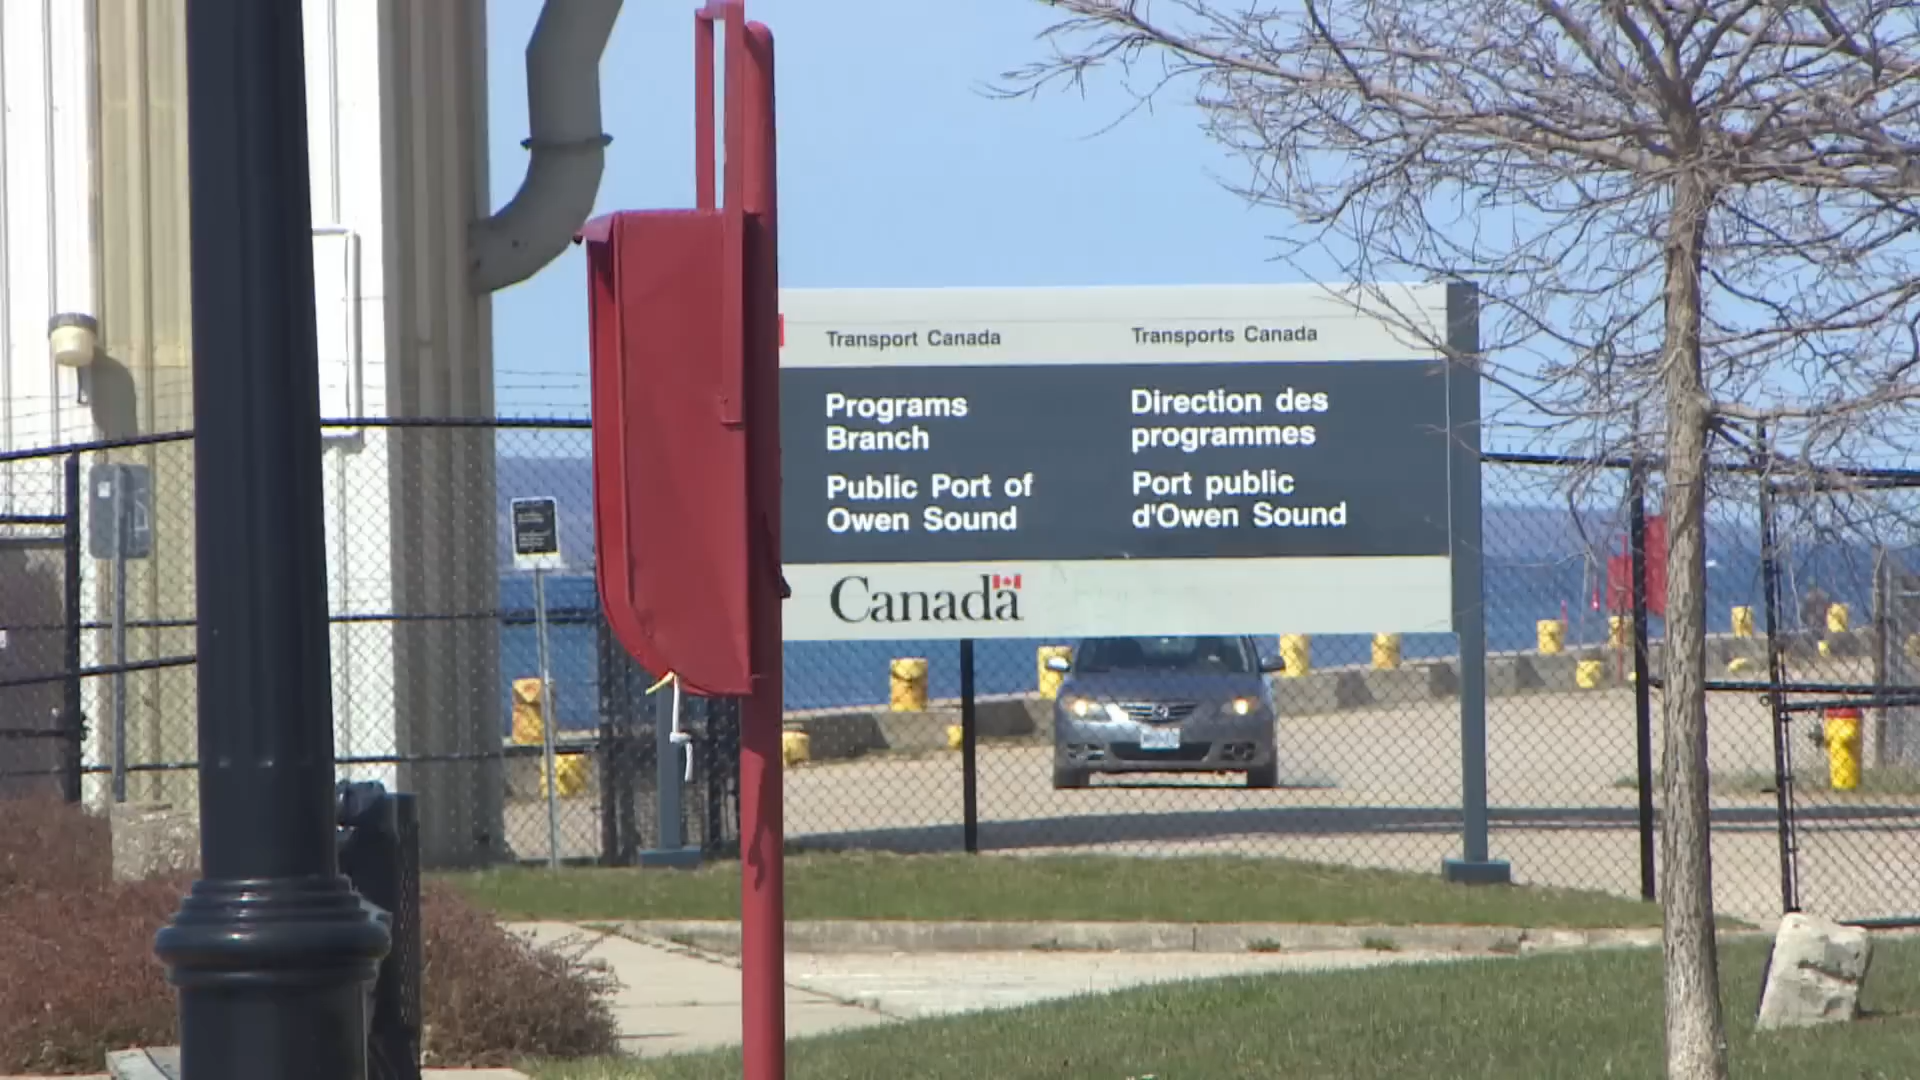 Transport Canada
Transports Canada
Programs
Branch
Direction des
programmes
Public Port of
Owen Sound
Port public
d'Owen Sound
Canada